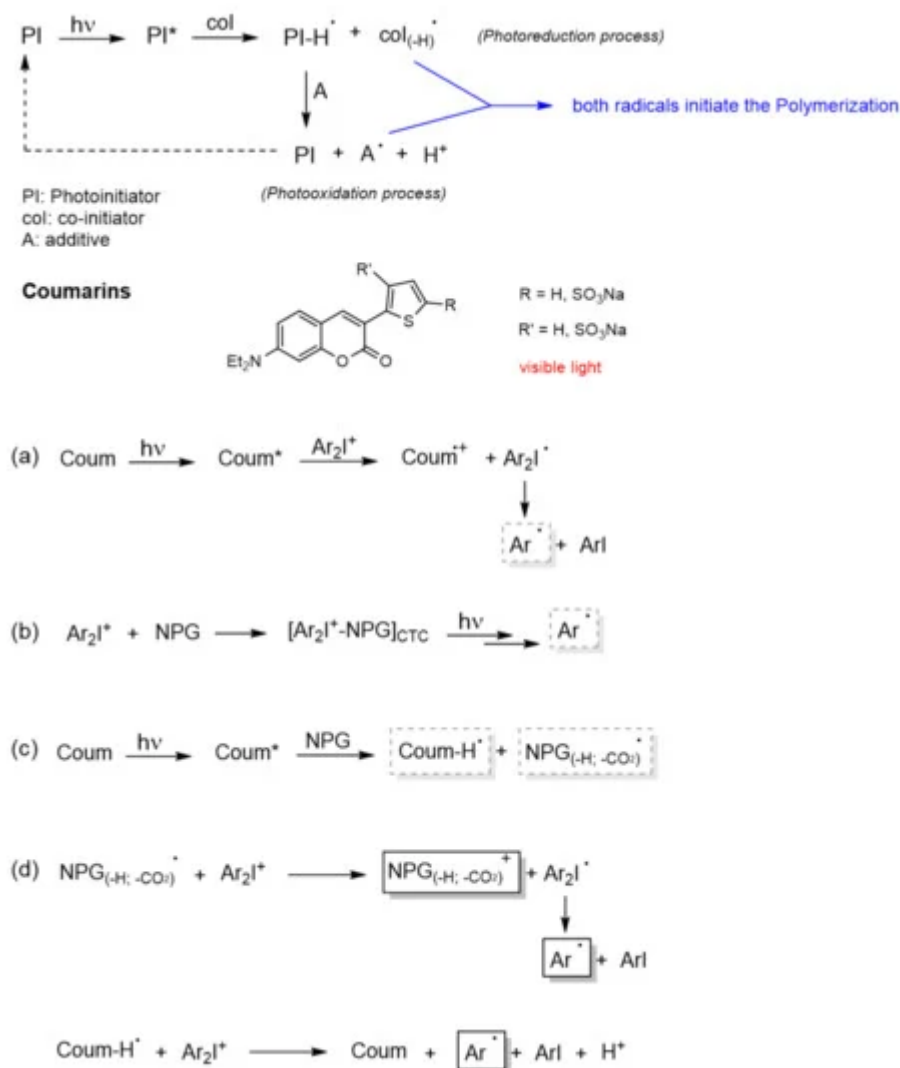 PI hν PI* col PI-H• + col(-H)• (Photoreduction process)
A
both radicals initiate the Polymerization
PI + A• + H+
(Photooxidation process)
PI: Photoinitiator
col: co-initiator
A: additive
Coumarins
R'
R
S
Et2N
O
O
R = H, SO3Na
R' = H, SO3Na
visible light
(a) Coum hν Coum* Ar2I+ Coum•+ + Ar2I•
Ar• + ArI
(b) Ar2I+ + NPG [Ar2I+-NPG]CTC hν Ar•
(c) Coum hν Coum* NPG Coum-H• + NPG(-H; -CO2)•
(d) NPG(-H; -CO2)• + Ar2I+ NPG(-H; -CO2)+ + Ar2I•
Ar• + ArI
Coum-H• + Ar2I+ Coum + Ar• + ArI + H+